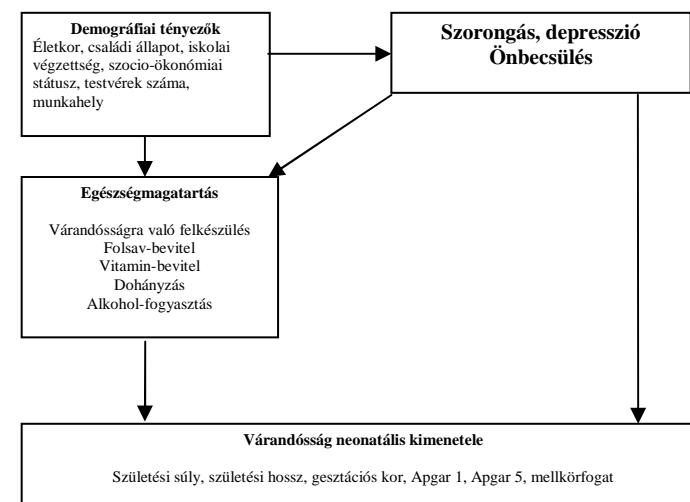 Demográfiai tényezők
Életkor, családi állapot, iskolai
végzettség, szocio-ökonómiai
státusz, testvérek száma,
munkahely
Szorongás, depresszió
Önbecsülés
Egészségmagatartás
Várandósságra való felkészülés
Folsav-bevitel
Vitamin-bevitel
Dohányzás
Alkohol-fogyasztás
Várandósság neonatális kimenetele
Születési súly, születési hossz, gesztációs kor, Apgar 1, Apgar 5, mellkörfogat